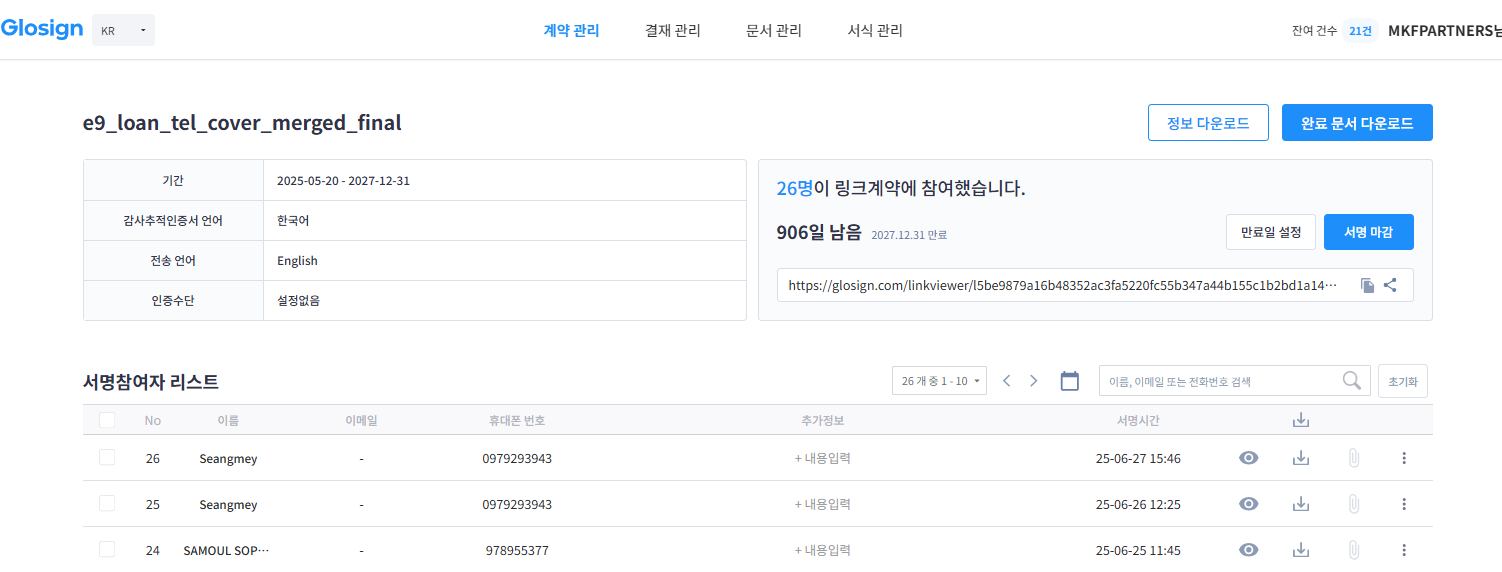 Glosign KR 계약 관리 결재 관리 문서 관리 서식 관리 잔여 건수 21건 MKFPARTNERS님
e9_loan_tel_cover_merged_final 정보 다운로드 완료 문서 다운로드
기간 2025-05-20 - 2027-12-31
감사추적인증서 언어 한국어
전송 언어 English
인증수단 설정없음
26명이 링크계약에 참여했습니다.
906일 남음 2027.12.31 만료 만료일 설정 서명 마감
https://glosign.com/linkviewer/l5be9879a16b48352ac3fa5220fc55b347a44b155c1b2bd1a14···
서명참여자 리스트 26 개 중 1 - 10 이름, 이메일 또는 전화번호 검색 초기화
No 이름 이메일 휴대폰 번호 추가정보 서명시간
26 Seangmey - 0979293943 + 내용입력 25-06-27 15:46
25 Seangmey - 0979293943 + 내용입력 25-06-26 12:25
24 SAMOUL SOP··· - 978955377 + 내용입력 25-06-25 11:45